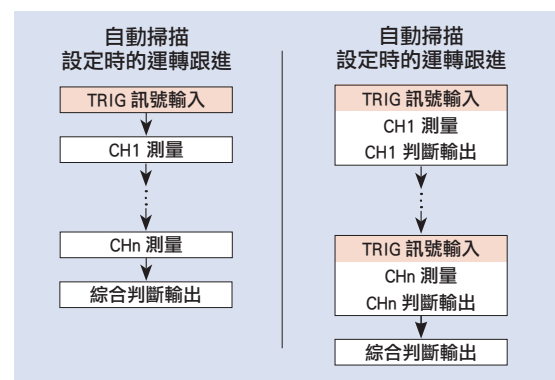 自動掃描
設定時的運轉跟進
TRIG 訊號輸入
CH1 測量
CHn 測量
綜合判斷輸出
自動掃描
設定時的運轉跟進
TRIG 訊號輸入
CH1 測量
CH1 判斷輸出
TRIG 訊號輸入
CHn 測量
CHn 判斷輸出
綜合判斷輸出